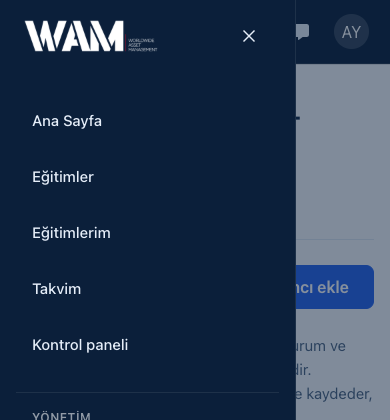 WAM
WORLDWIDE
ASSET
MANAGEMENT
AY
Ana Sayfa
Eğitimler
Eğitimlerim
Takvim
Kontrol paneli
YÖNETİM
ncı ekle
urum ve
dir.
e kaydeder,